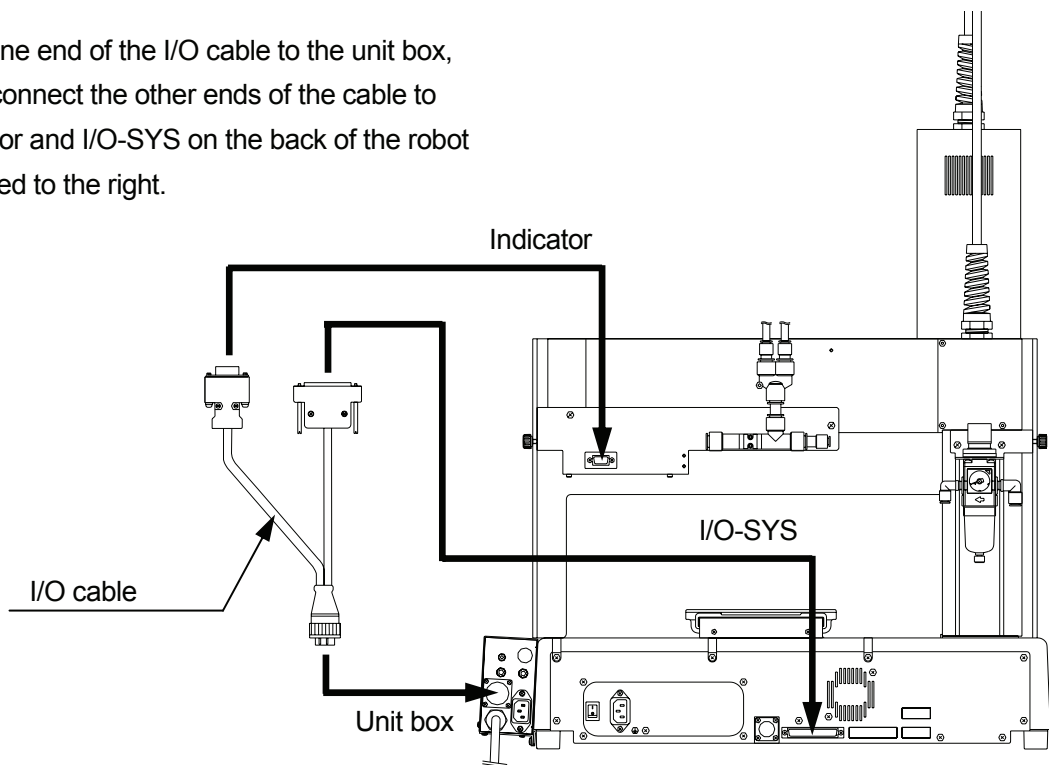 ne end of the I/O cable to the unit box,
connect the other ends of the cable to
or and I/O-SYS on the back of the robot
ed to the right.
Indicator
I/O-SYS
I/O cable
Unit box